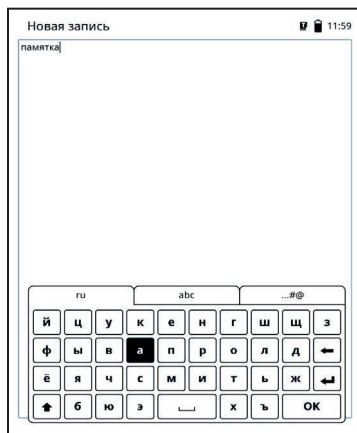 Новая запись 11:59
памятка
ru abc ...#@
й ц у к е н г ш щ з
ф ы в а п р о л д
ё я ч с м и т ь ж
б ю э х ъ OK